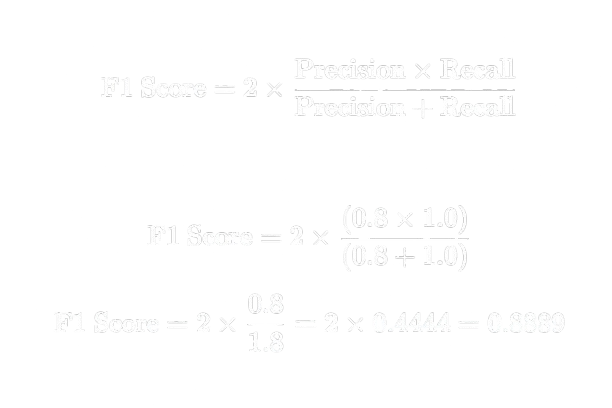 F1 Score = 2 × Precision × Recall / Precision + Recall
F1 Score = 2 × (0.8 × 1.0) / (0.8 + 1.0)
F1 Score = 2 × 0.8 / 1.8 = 2 × 0.4444 = 0.8889